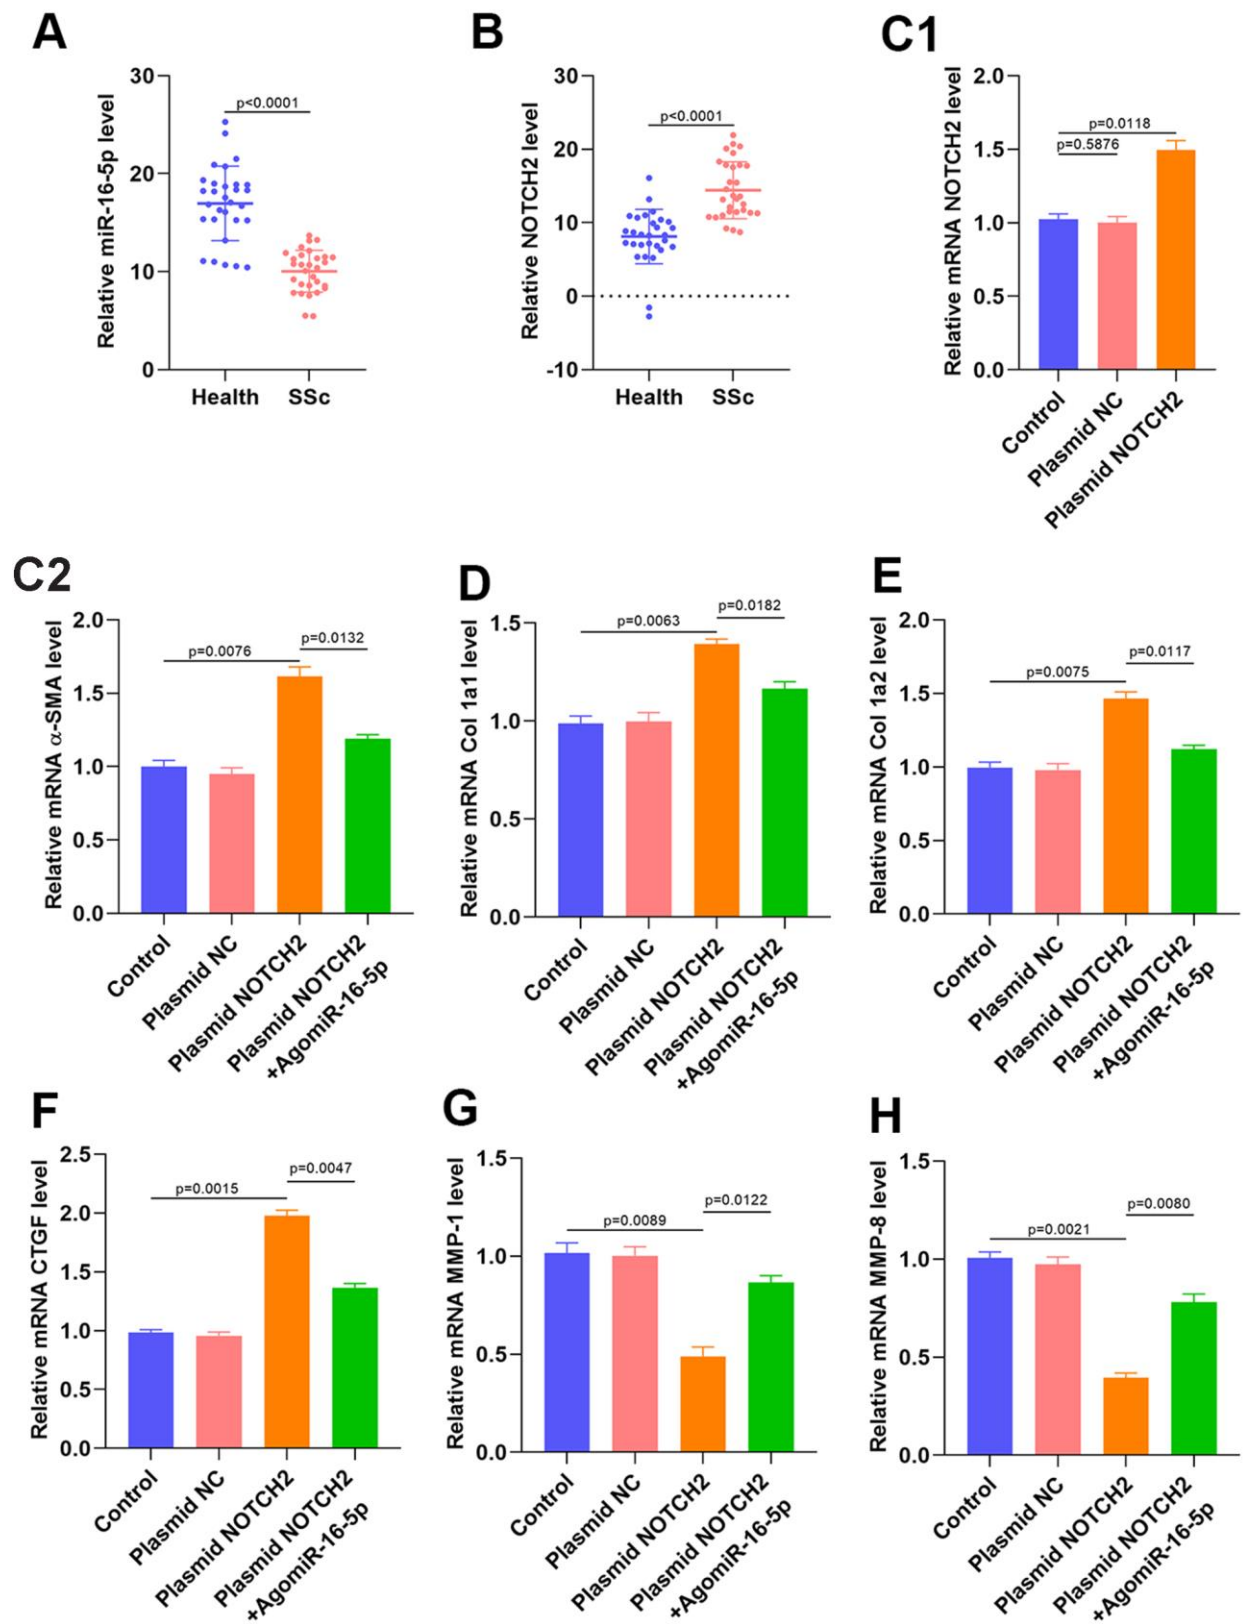 A
Relative miR-16-5p level
30
20
10
0
p<0.0001
Health
SSc
B
Relative NOTCH2 level
30
20
10
0
-10
p<0.0001
Health
SSc
C1
Relative mRNA NOTCH2 level
2.0
1.5
1.0
0.5
0.0
p=0.0118
p=0.5876
Control
Plasmid NC
Plasmid NOTCH2
C2
Relative mRNA α-SMA level
2.0
1.5
1.0
0.5
0.0
p=0.0076
p=0.0132
Control
Plasmid NC
Plasmid NOTCH2
Plasmid NOTCH2
+AgomiR-16-5p
D
Relative mRNA Col 1a1 level
1.5
1.0
0.5
0.0
p=0.0063
p=0.0182
Control
Plasmid NC
Plasmid NOTCH2
Plasmid NOTCH2
+AgomiR-16-5p
E
Relative mRNA Col 1a2 level
2.0
1.5
1.0
0.5
0.0
p=0.0075
p=0.0117
Control
Plasmid NC
Plasmid NOTCH2
Plasmid NOTCH2
+AgomiR-16-5p
F
Relative mRNA CTGF level
2.5
2.0
1.5
1.0
0.5
0.0
p=0.0015
p=0.0047
Control
Plasmid NC
Plasmid NOTCH2
Plasmid NOTCH2
+AgomiR-16-5p
G
Relative mRNA MMP-1 level
1.5
1.0
0.5
0.0
p=0.0089
p=0.0122
Control
Plasmid NC
Plasmid NOTCH2
Plasmid NOTCH2
+AgomiR-16-5p
H
Relative mRNA MMP-8 level
1.5
1.0
0.5
0.0
p=0.0021
p=0.0080
Control
Plasmid NC
Plasmid NOTCH2
Plasmid NOTCH2
+AgomiR-16-5p